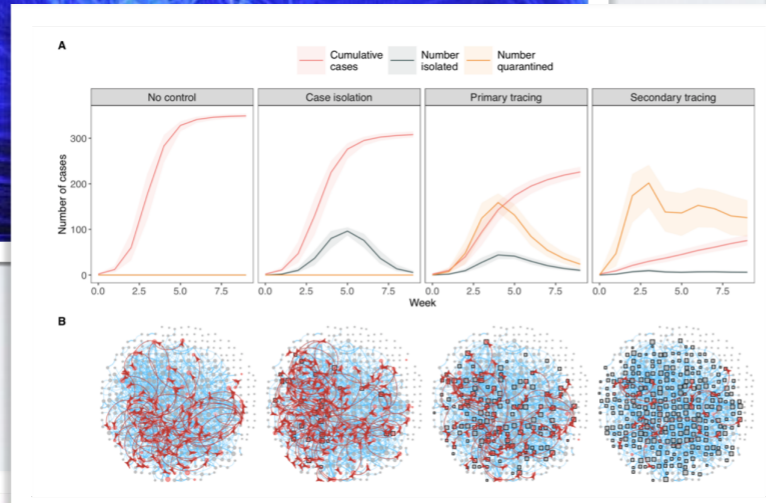 A
Cumulative cases
Number isolated
Number quarantined
No control
Case isolation
Primary tracing
Secondary tracing
Number of cases
300
200
100
0
0.0 2.5 5.0 7.5
0.0 2.5 5.0 7.5
0.0 2.5 5.0 7.5
0.0 2.5 5.0 7.5
Week
B